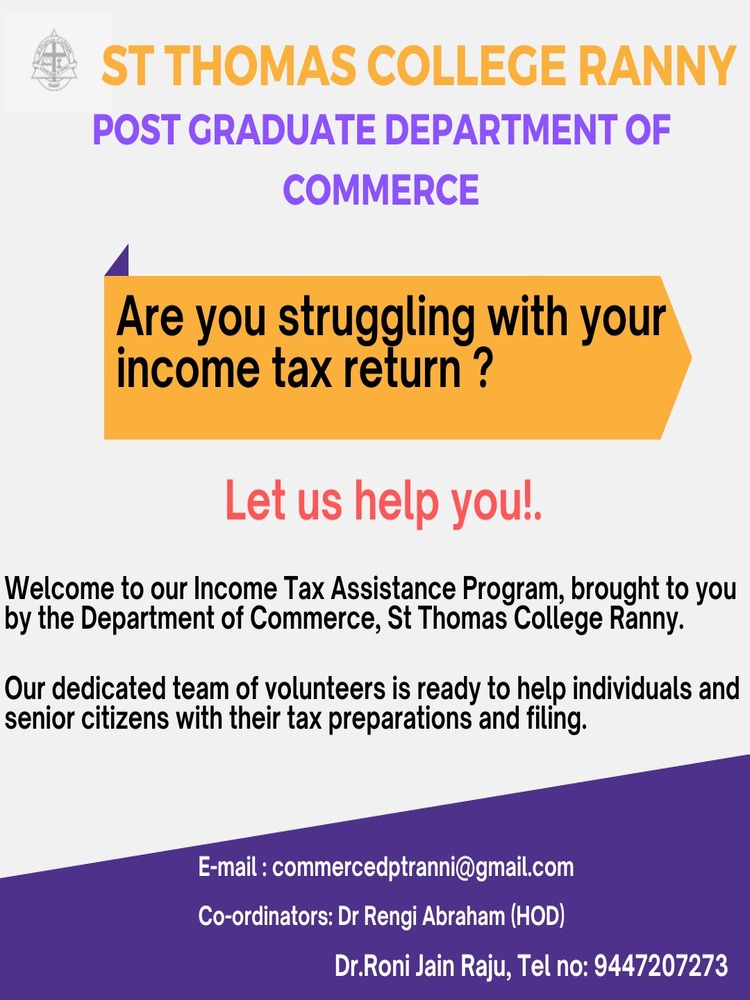 ST THOMAS COLLEGE RANNY
POST GRADUATE DEPARTMENT OF
COMMERCE
Are you struggling with your
income tax return ?
Let us help you!.
Welcome to our Income Tax Assistance Program, brought to you
by the Department of Commerce, St Thomas College Ranny.
Our dedicated team of volunteers is ready to help individuals and
senior citizens with their tax preparations and filing.
E-mail : commercedptranni@gmail.com
Co-ordinators: Dr Rengi Abraham (HOD)
Dr.Roni Jain Raju, Tel no: 9447207273